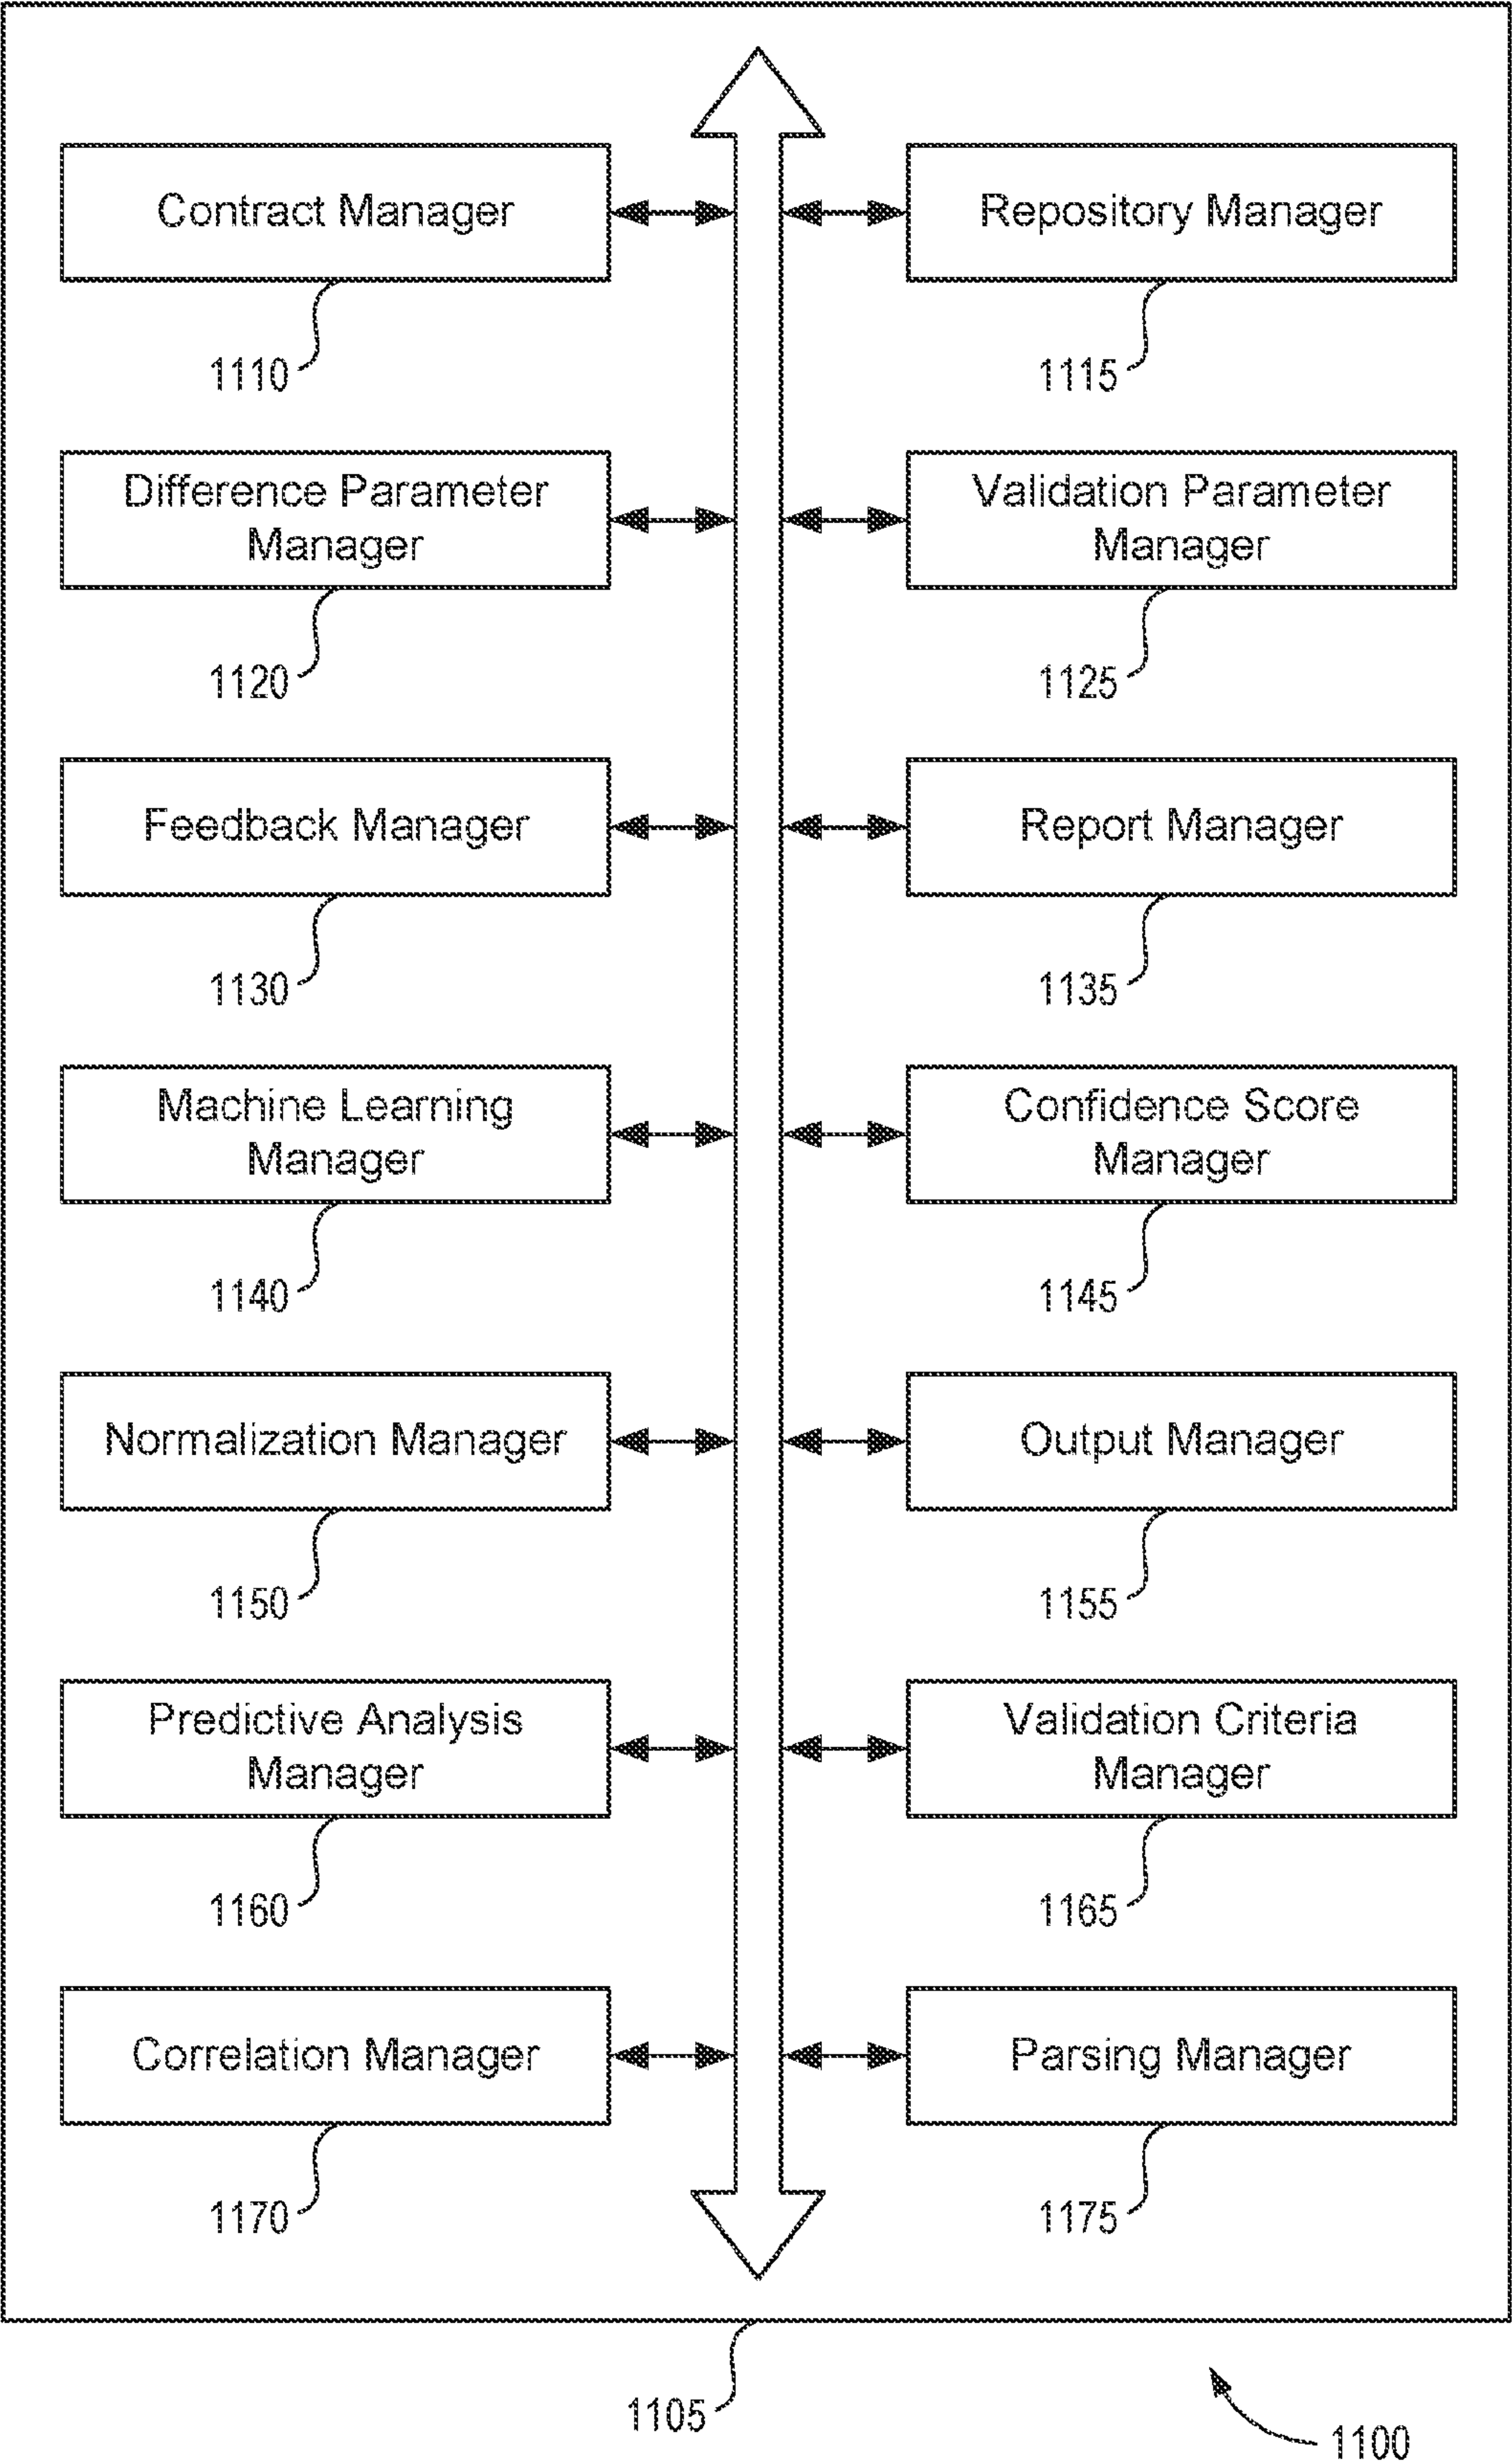 Contract Manager
Repository Manager
1110
1115
Difference Parameter
Manager
Validation Parameter
Manager
1120
1125
Feedback Manager
Report Manager
1130
1135
Machine Learning
Manager
Confidence Score
Manager
1140
1145
Normalization Manager
Output Manager
1150
1155
Predictive Analysis
Manager
Validation Criteria
Manager
1160
1165
Correlation Manager
Parsing Manager
1170
1175
1105
1100